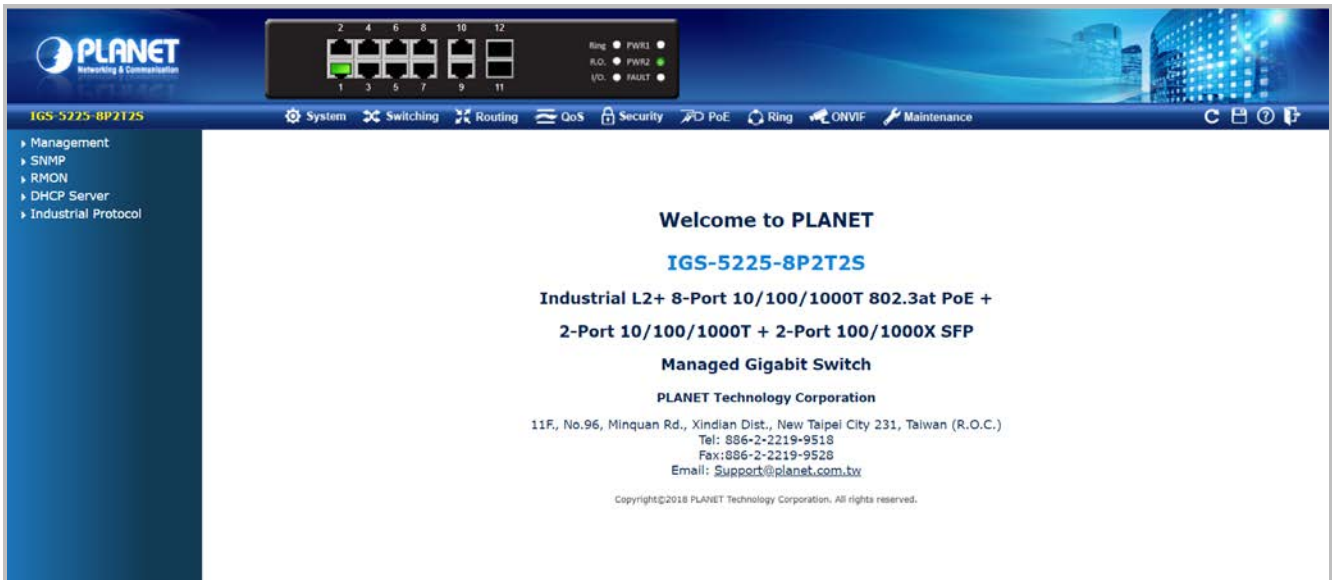 PLANET
Networking & Communication
2 4 6 8 10 12
Ring PWR1
R.O. PWR2
I/O. FAULT
1 3 5 7 9 11
IGS-5225-8P2T2S
System Switching Routing QoS Security PoE Ring ONVIF Maintenance
Management
SNMP
RMON
DHCP Server
Industrial Protocol
Welcome to PLANET
IGS-5225-8P2T2S
Industrial L2+ 8-Port 10/100/1000T 802.3at PoE +
2-Port 10/100/1000T + 2-Port 100/1000X SFP
Managed Gigabit Switch
PLANET Technology Corporation
11F., No.96, Minquan Rd., Xindian Dist., New Taipei City 231, Taiwan (R.O.C.)
Tel: 886-2-2219-9518
Fax:886-2-2219-9528
Email: Support@planet.com.tw
Copyright©2018 PLANET Technology Corporation. All rights reserved.